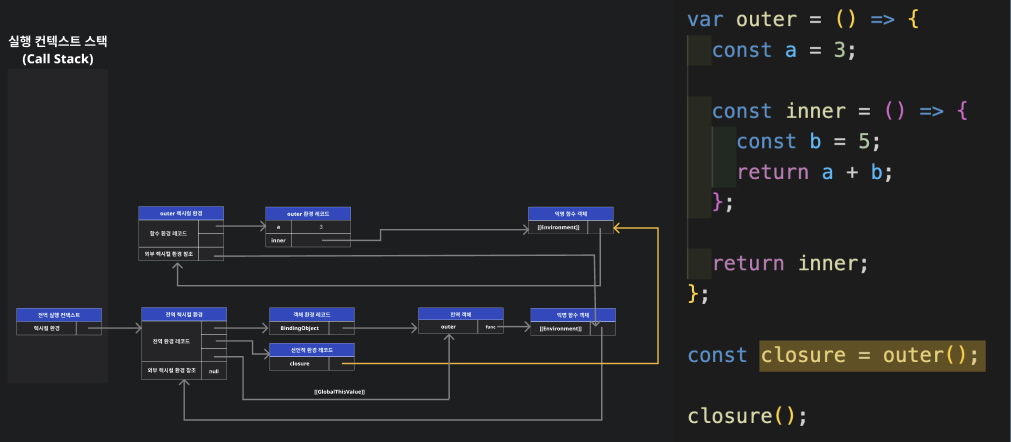 실행 컨텍스트 스택
(Call Stack)
outer 렉시컬 환경
함수 환경 레코드
외부 렉시컬 환경 참조
outer 환경 레코드
a 3
inner
익명 함수 객체
[[Environment]]
전역 실행 컨텍스트
렉시컬 환경
전역 렉시컬 환경
전역 환경 레코드
외부 렉시컬 환경 참조 null
객체 환경 레코드
BindingObject
선언적 환경 레코드
closure
전역 객체
outer func
익명 함수 객체
[[Environment]]
[[GlobalThisValue]]
var outer = () => {
const a = 3;
const inner = () => {
const b = 5;
return a + b;
};
return inner;
};
const closure = outer();
closure();